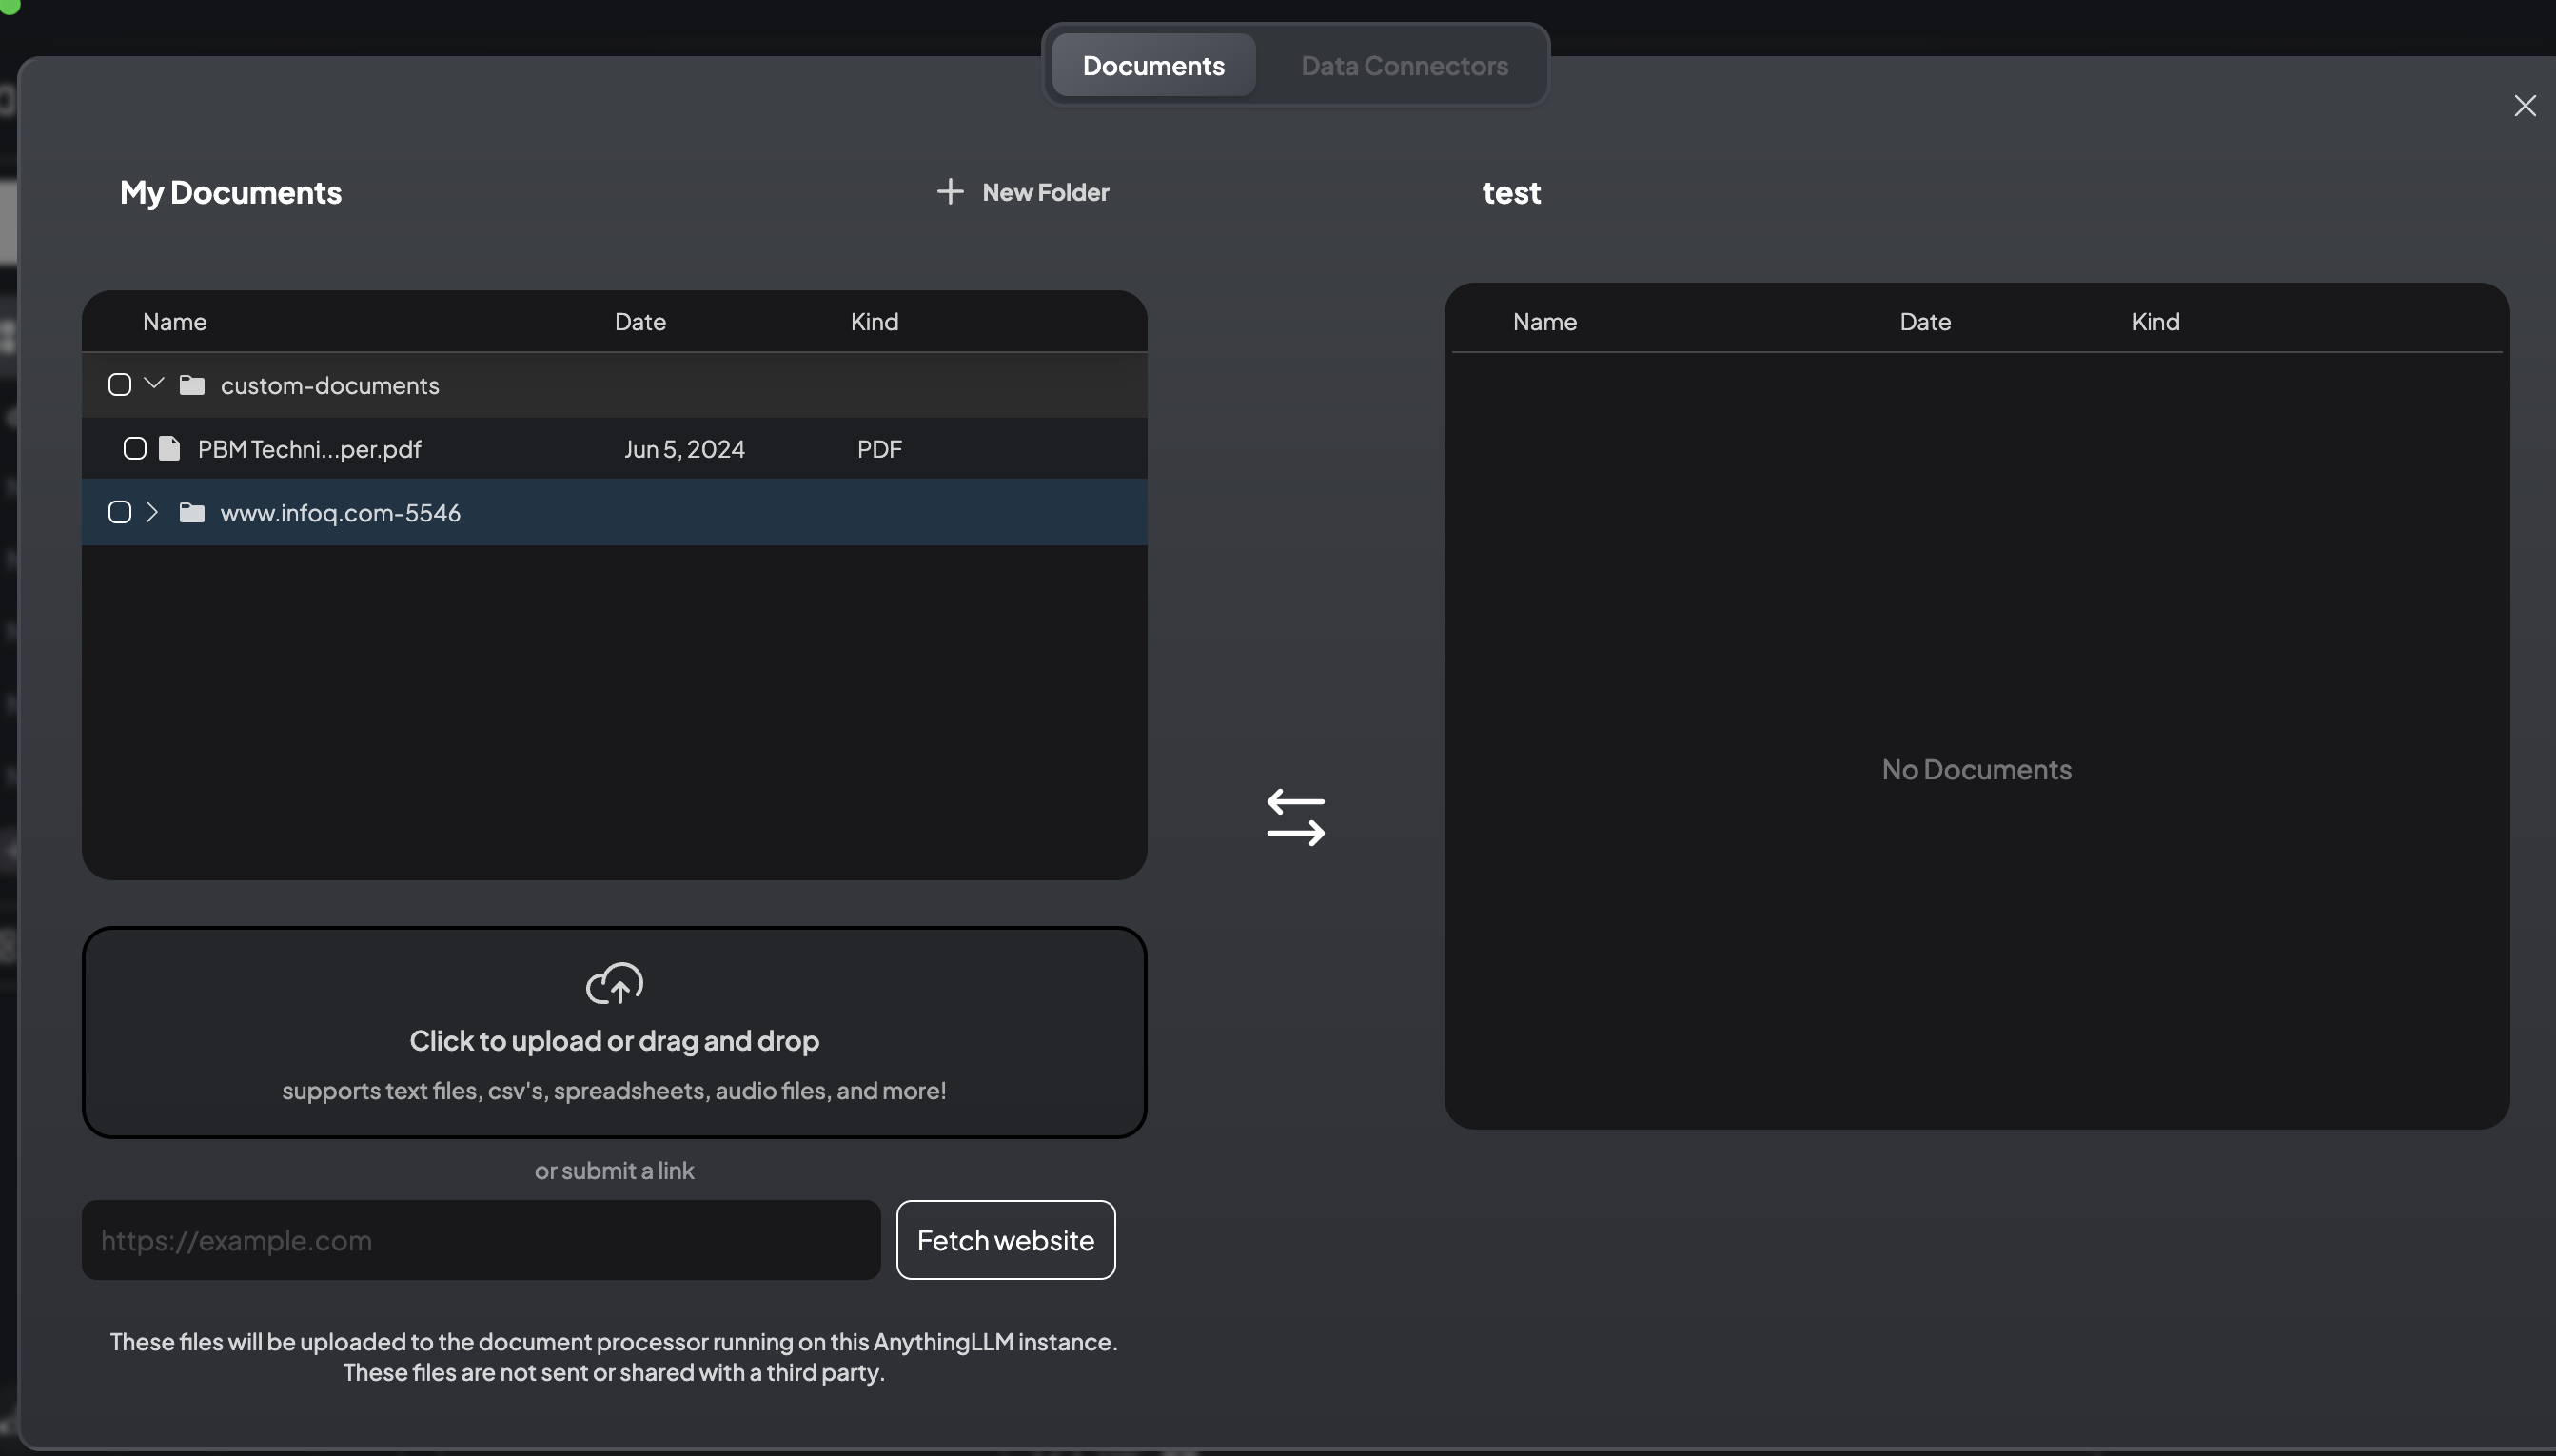 Documents
Data Connectors
My Documents
New Folder
test
Name Date Kind
custom-documents
PBM Techni...per.pdf Jun 5, 2024 PDF
www.infoq.com-5546
Name Date Kind
No Documents
Click to upload or drag and drop
supports text files, csv's, spreadsheets, audio files, and more!
or submit a link
https://example.com
Fetch website
These files will be uploaded to the document processor running on this AnythingLLM instance.
These files are not sent or shared with a third party.